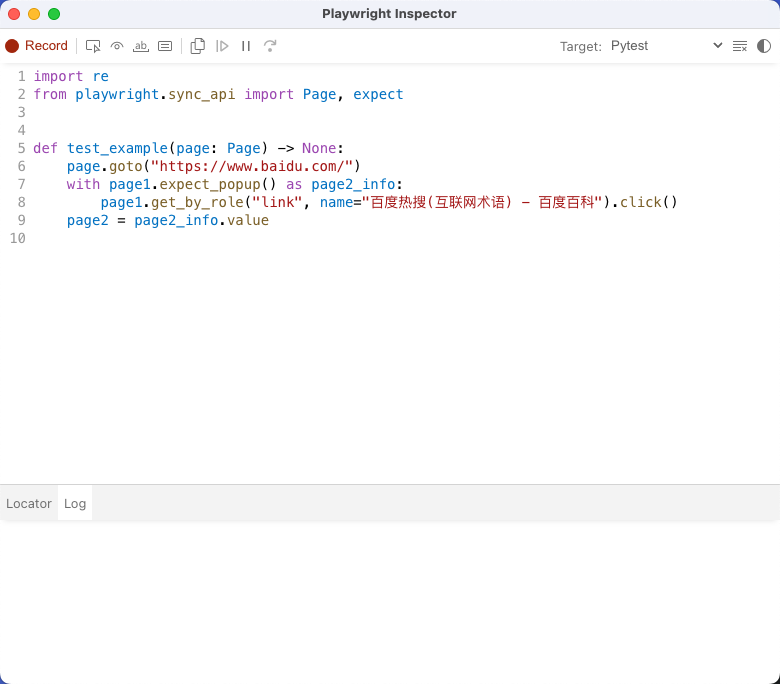 Playwright Inspector
Record
ab
Target: Pytest
1 import re
2 from playwright.sync_api import Page, expect
3
4
5 def test_example(page: Page) -> None:
6     page.goto("https://www.baidu.com/")
7     with page1.expect_popup() as page2_info:
8         page1.get_by_role("link", name="百度热搜(互联网术语) - 百度百科").click()
9     page2 = page2_info.value
10
Locator Log